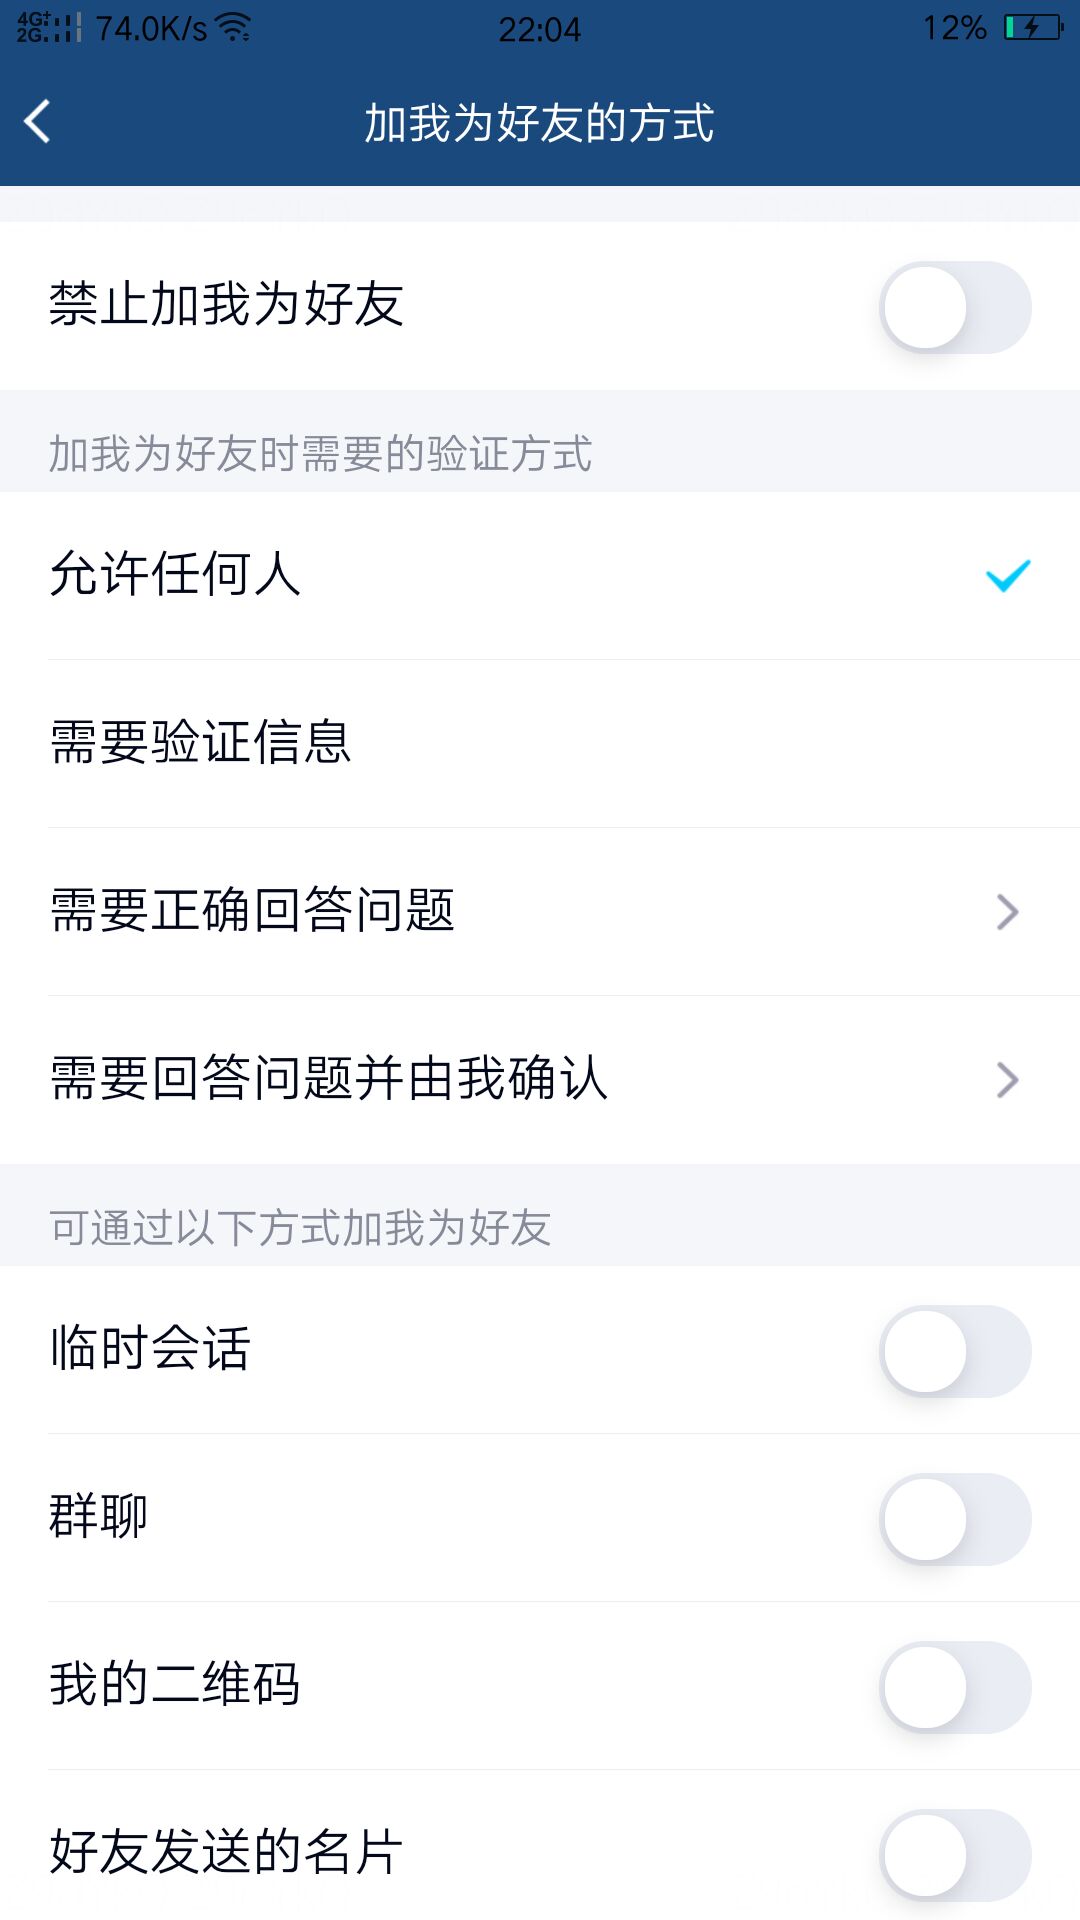 4G+ 74.0K/s 22:04 12%
2G
加我为好友的方式
禁止加我为好友
加我为好友时需要的验证方式
允许任何人
需要验证信息
需要正确回答问题
需要回答问题并由我确认
可通过以下方式加我为好友
临时会话
群聊
我的二维码
好友发送的名片